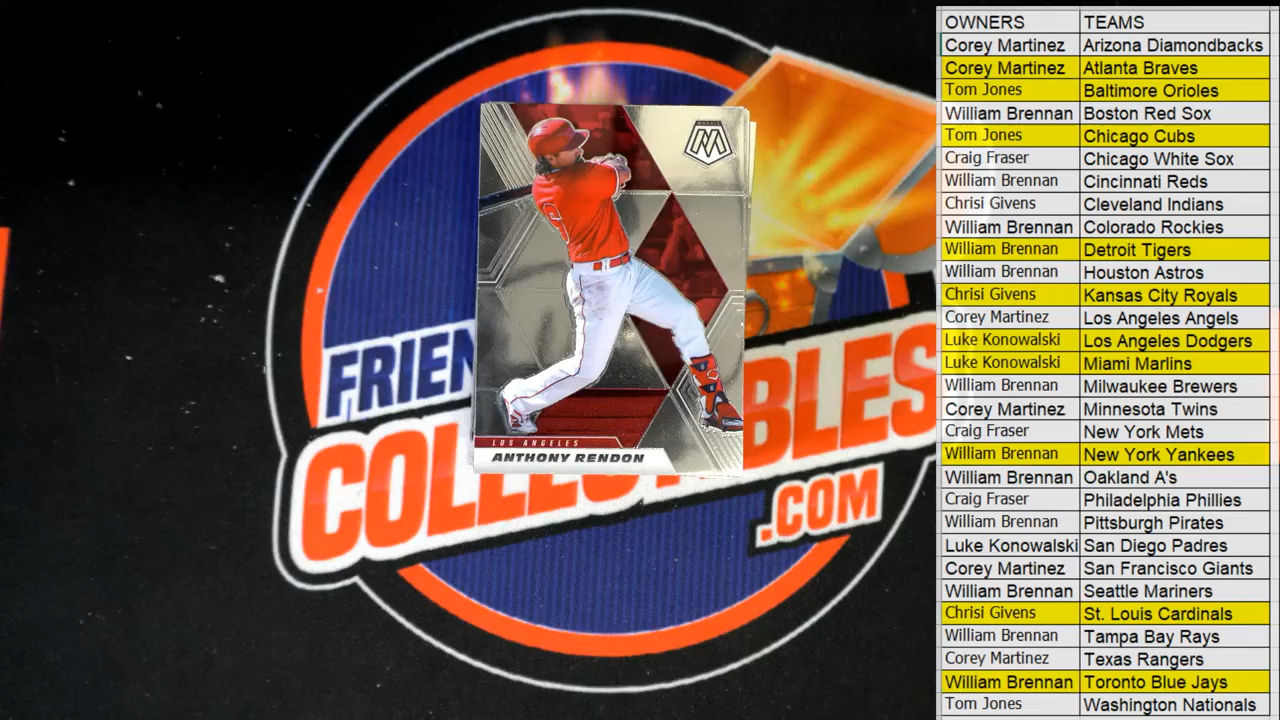 OWNERS TEAMS
Corey Martinez Arizona Diamondbacks
Corey Martinez Atlanta Braves
Tom Jones Baltimore Orioles
William Brennan Boston Red Sox
Tom Jones Chicago Cubs
Craig Fraser Chicago White Sox
William Brennan Cincinnati Reds
Chrisi Givens Cleveland Indians
William Brennan Colorado Rockies
William Brennan Detroit Tigers
William Brennan Houston Astros
Chrisi Givens Kansas City Royals
Corey Martinez Los Angeles Angels
Luke Konowalski Los Angeles Dodgers
Luke Konowalski Miami Marlins
William Brennan Milwaukee Brewers
Corey Martinez Minnesota Twins
Craig Fraser New York Mets
William Brennan New York Yankees
William Brennan Oakland A's
Craig Fraser Philadelphia Phillies
William Brennan Pittsburgh Pirates
Luke Konowalski San Diego Padres
Corey Martinez San Francisco Giants
William Brennan Seattle Mariners
Chrisi Givens St. Louis Cardinals
William Brennan Tampa Bay Rays
Corey Martinez Texas Rangers
William Brennan Toronto Blue Jays
Tom Jones Washington Nationals
MOSAIC
M
6
LOS ANGELES
ANTHONY RENDON
FRIEN
COLLECTIBLES
.COM